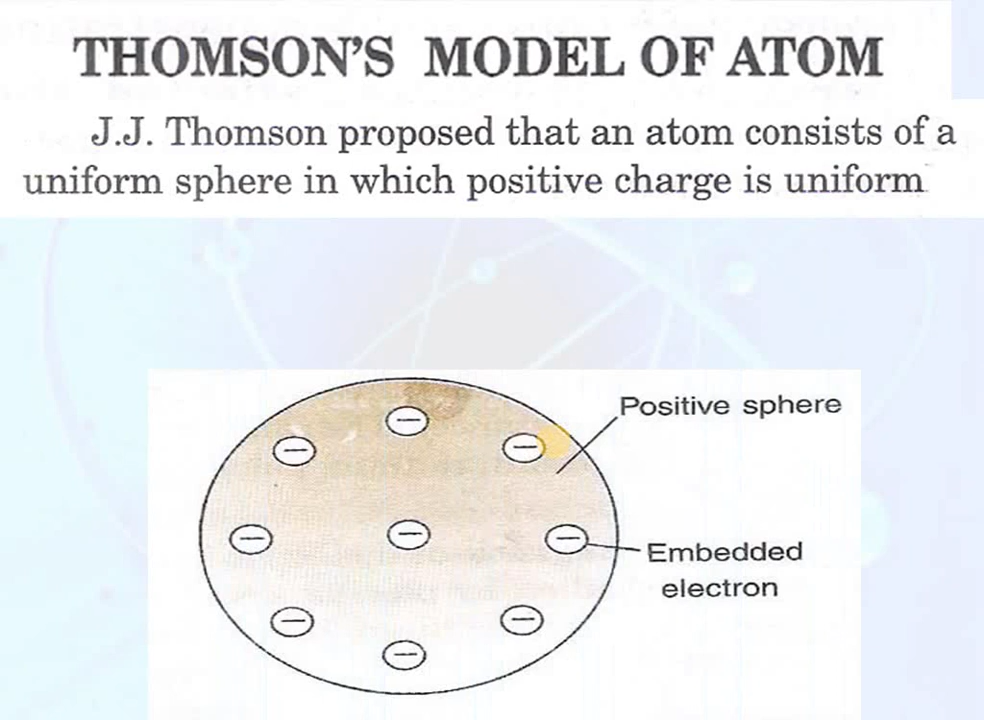 THOMSON'S MODEL OF ATOM
J.J. Thomson proposed that an atom consists of a
uniform sphere in which positive charge is uniform
Positive sphere
Embedded
electron